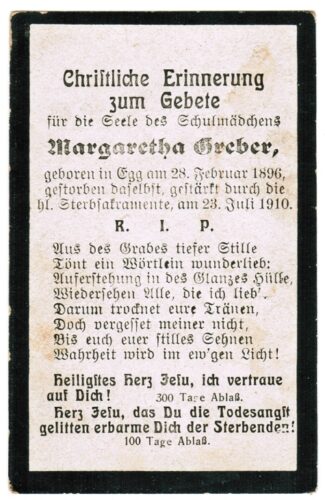 Christliche Erinnerung
zum Gebete
für die Seele des Schulmädchens
Margaretha Greber,
geboren in Egg am 28. Februar 1896,
gestorben daselbst, gestärkt durch die
hl. Sterbsakramente, am 23. Juli 1910.
R. I. P.
Aus des Grabes tiefer Stille
Tönt ein Wörtlein wunderlieb:
Auferstehung in des Glanzes Hülle,
Wiedersehen Alle, die ich lieb'.
Darum trocknet eure Tränen,
Doch vergesset meiner nicht,
Bis euch euer stilles Sehnen
Wahrheit wird im ew'gen Licht!
Heiligstes Herz Jesu, ich vertraue
auf Dich! 300 Tage Ablaß.
Herz Jesu, das Du die Todesangst
gelitten erbarme Dich der Sterbenden!
100 Tage Ablaß.